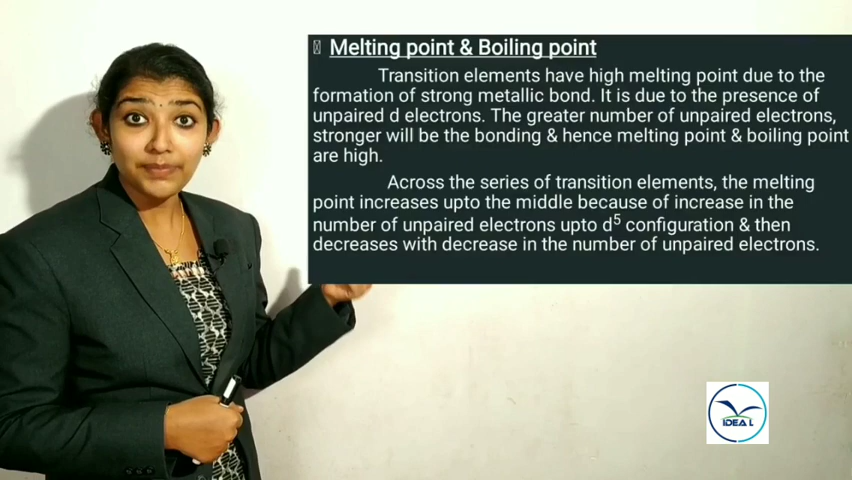 Melting point & Boiling point
Transition elements have high melting point due to the
formation of strong metallic bond. It is due to the presence of
unpaired d electrons. The greater number of unpaired electrons,
stronger will be the bonding & hence melting point & boiling point
are high.
Across the series of transition elements, the melting
point increases upto the middle because of increase in the
number of unpaired electrons upto d⁵ configuration & then
decreases with decrease in the number of unpaired electrons.
IDEAL